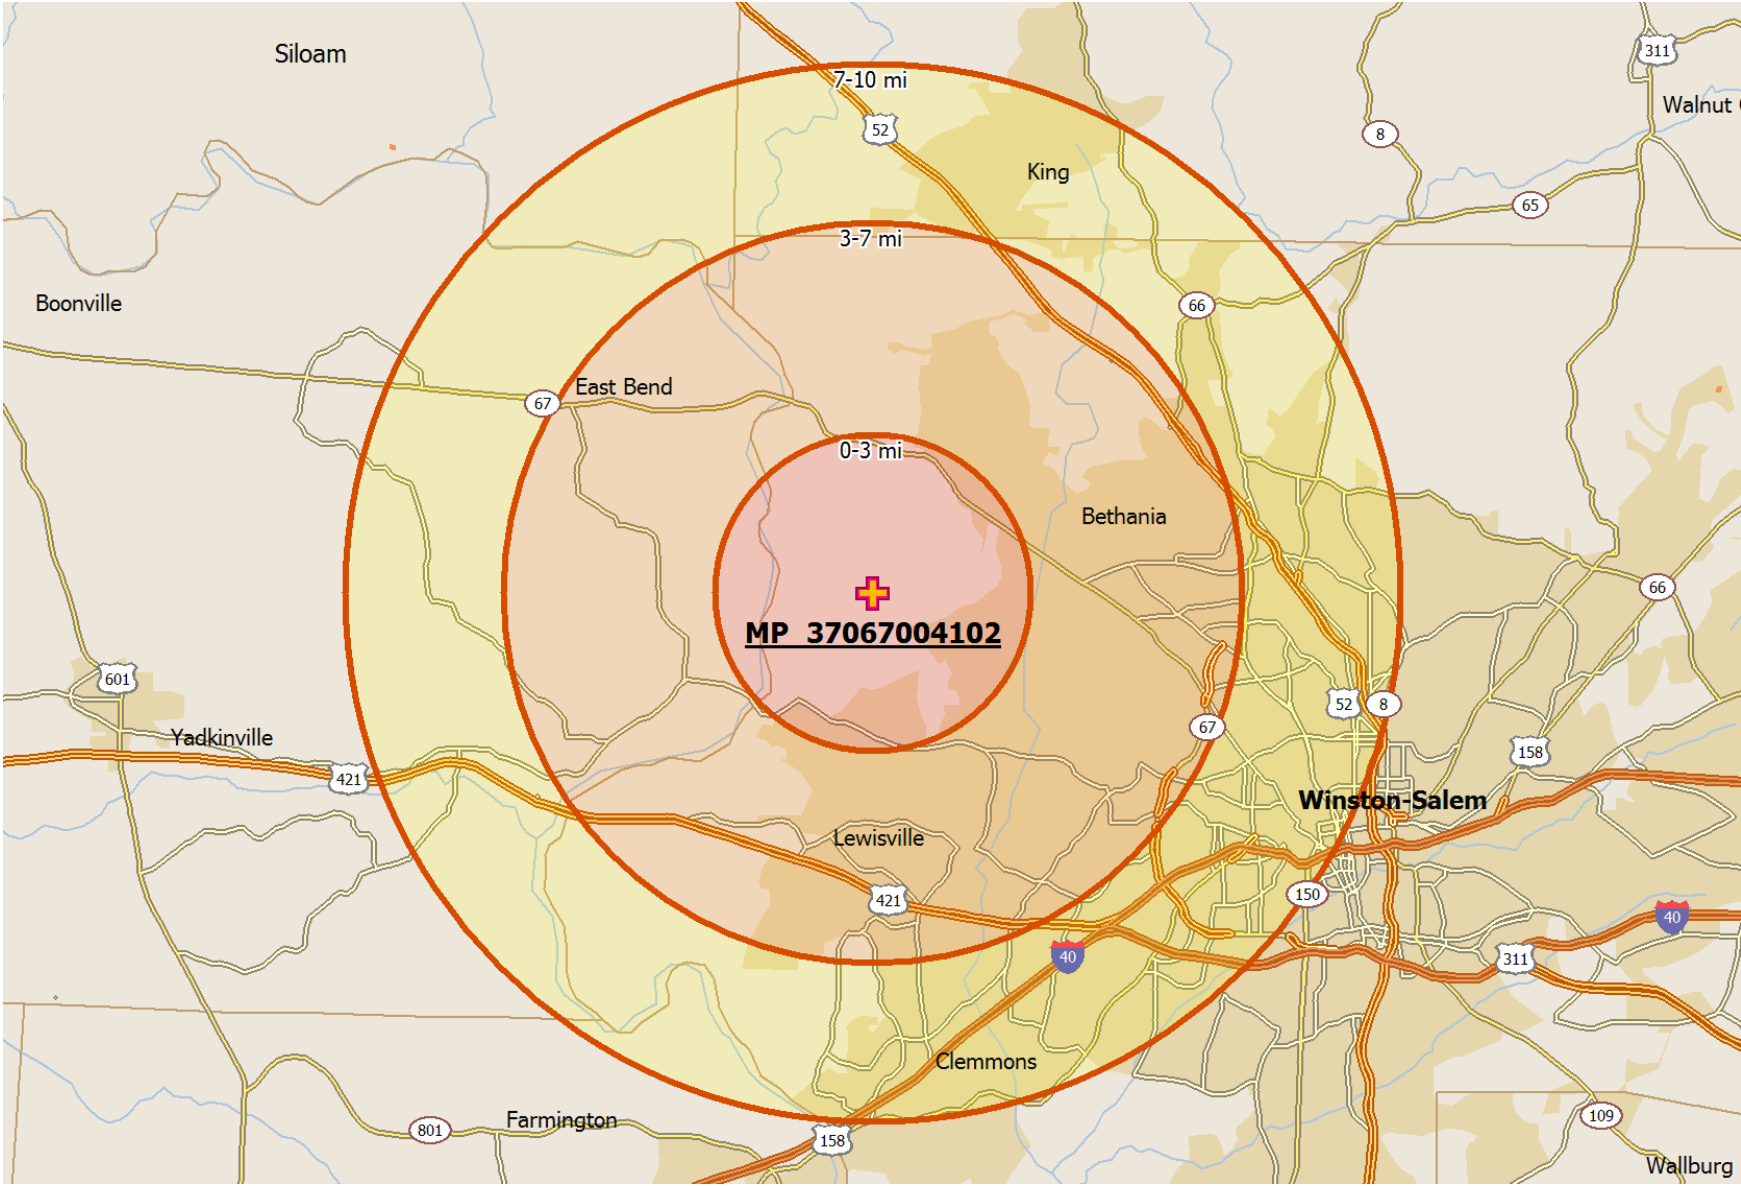 Siloam
311
7-10 mi
Walnut
52
8
King
65
3-7 mi
Boonville
66
East Bend
67
0-3 mi
Bethania
66
MP_37067004102
601
52
8
67
Yadkinville
158
421
Winston-Salem
Lewisville
421
150
40
40
311
Clemmons
Farmington
801
158
109
Wallburg